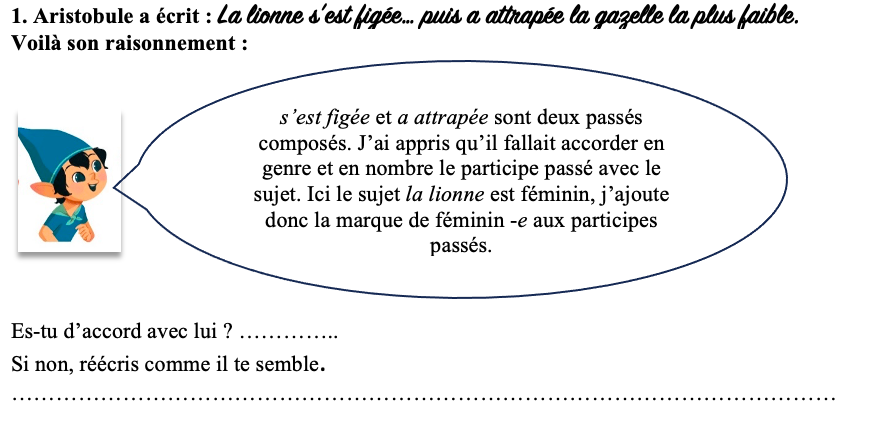 1. Aristobule a écrit : La lionne s'est figée... puis a attrapée la gazelle la plus faible.
Voilà son raisonnement :
s'est figée et a attrapée sont deux passés
composés. J'ai appris qu'il fallait accorder en
genre et en nombre le participe passé avec le
sujet. Ici le sujet la lionne est féminin, j'ajoute
donc la marque de féminin -e aux participes
passés.
Es-tu d'accord avec lui ? …………..
Si non, réécris comme il te semble.
………………………………………………………………………………………………